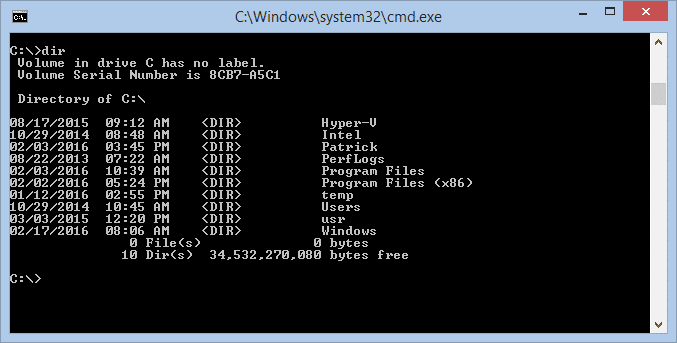 C:\Windows\system32\cmd.exe
C:\>dir
 Volume in drive C has no label.
 Volume Serial Number is 8CB7-A5C1
 Directory of C:\
08/17/2015  09:12 AM    <DIR>          Hyper-V
10/29/2014  08:48 AM    <DIR>          Intel
02/03/2016  03:45 PM    <DIR>          Patrick
08/22/2013  07:22 AM    <DIR>          PerfLogs
02/03/2016  10:39 AM    <DIR>          Program Files
02/02/2016  05:24 PM    <DIR>          Program Files (x86)
01/12/2016  02:55 PM    <DIR>          temp
10/29/2014  10:45 AM    <DIR>          Users
03/03/2015  12:20 PM    <DIR>          usr
02/17/2016  08:06 AM    <DIR>          Windows
               0 File(s)              0 bytes
              10 Dir(s)  34,532,270,080 bytes free
C:\>